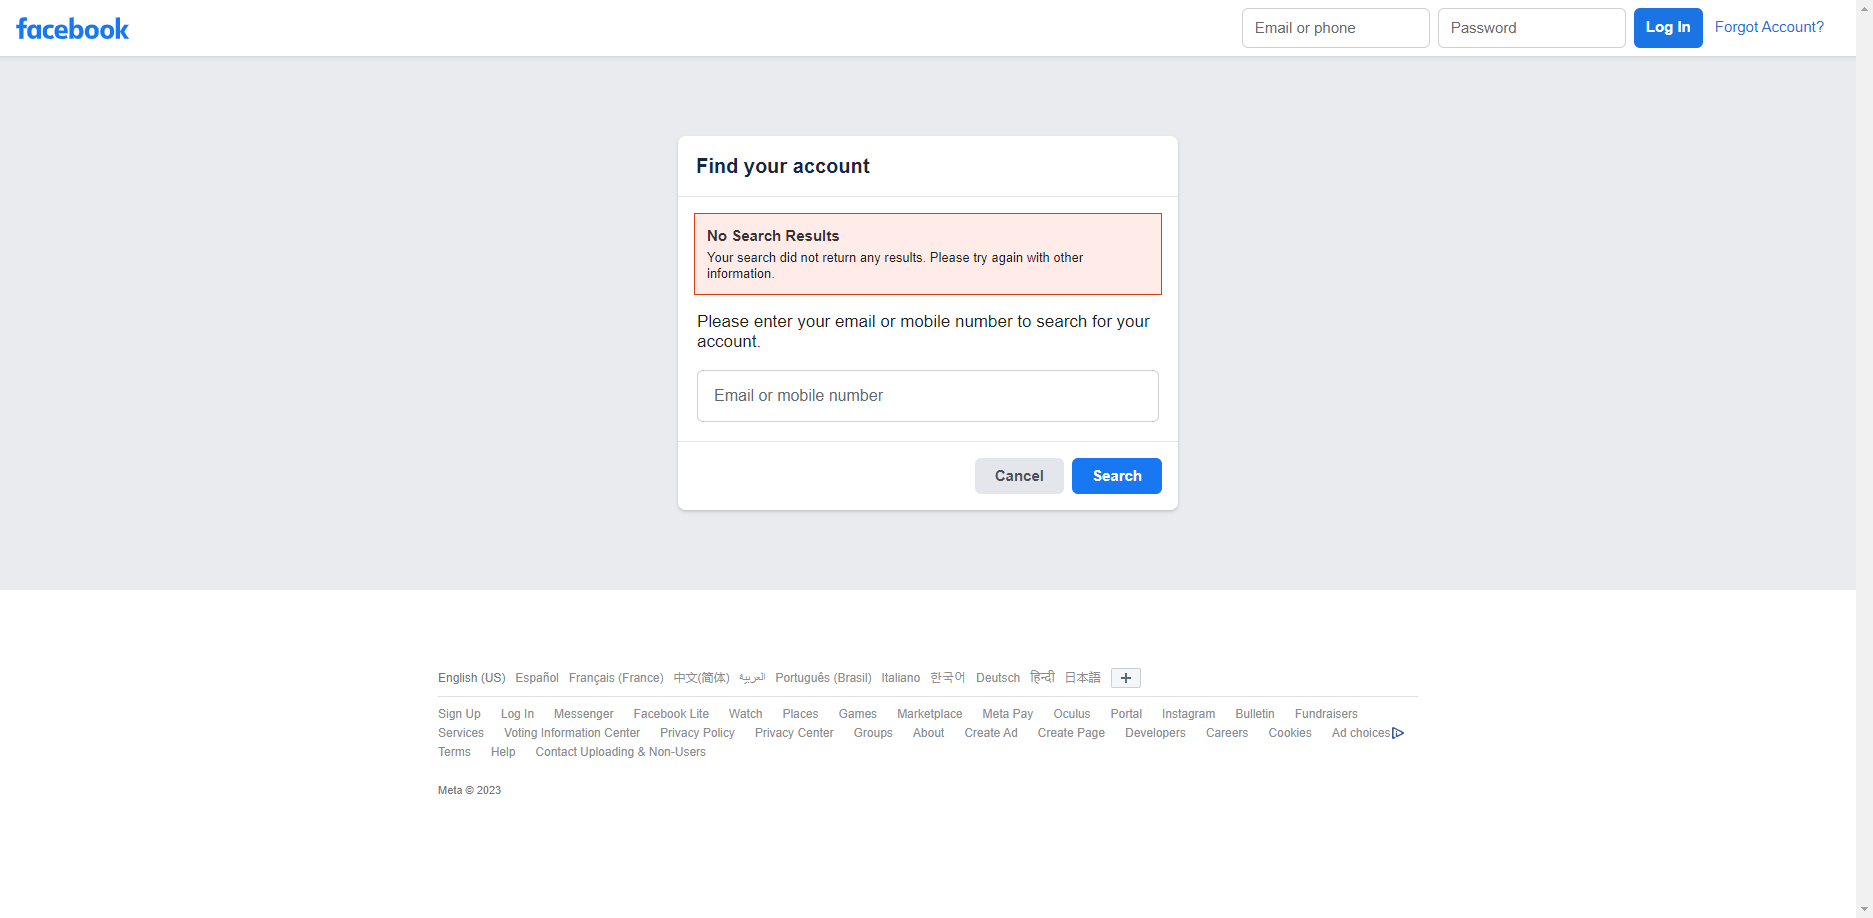 facebook
Email or phone
Password
Log In
Forgot Account?
Find your account
No Search Results
Your search did not return any results. Please try again with other
information.
Please enter your email or mobile number to search for your
account.
Email or mobile number
Cancel
Search
English (US) Español Français (France) 中文(简体) العربية Português (Brasil) Italiano 한국어 Deutsch हिन्दी 日本語
Sign Up Log In Messenger Facebook Lite Watch Places Games Marketplace Meta Pay Oculus Portal Instagram Bulletin Fundraisers
Services Voting Information Center Privacy Policy Privacy Center Groups About Create Ad Create Page Developers Careers Cookies Ad choices
Terms Help Contact Uploading & Non-Users
Meta © 2023